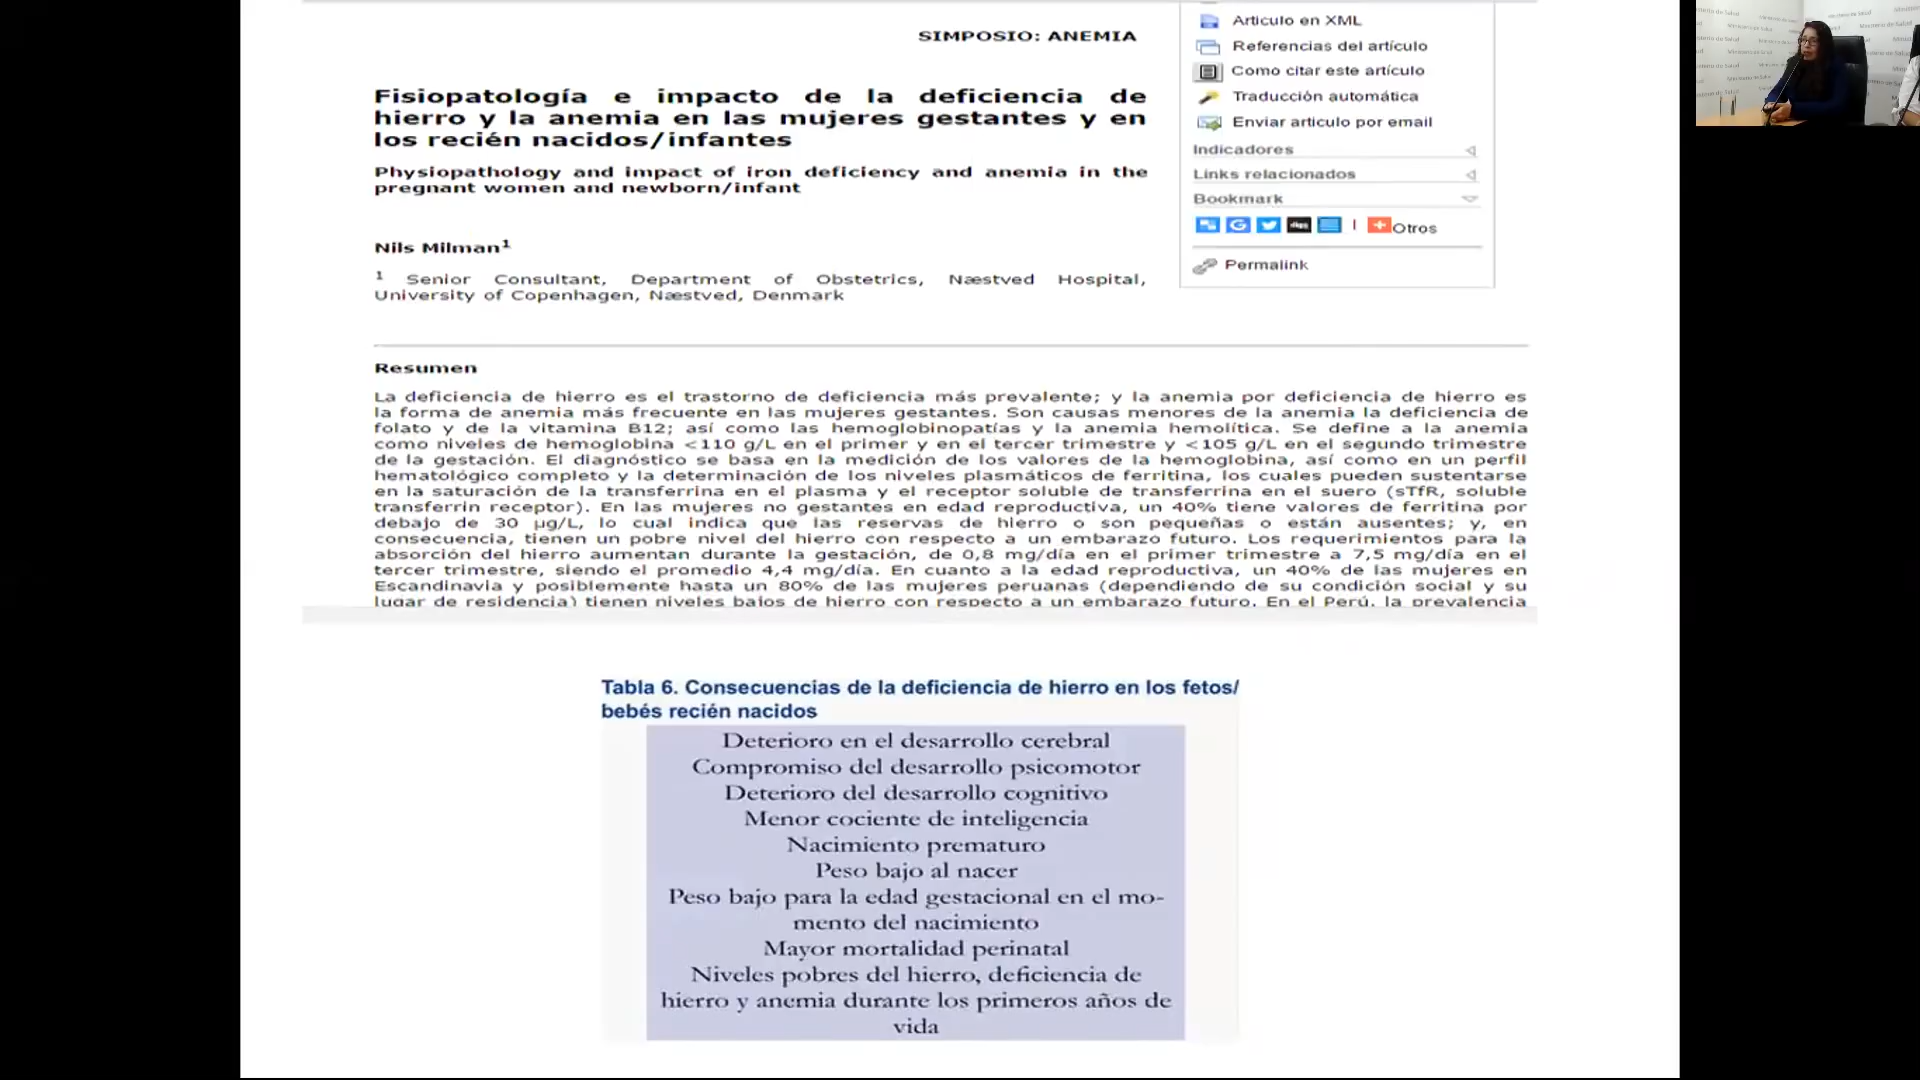 SIMPOSIO: ANEMIA
Fisiopatología e impacto de la deficiencia de
hierro y la anemia en las mujeres gestantes y en
los recién nacidos/infantes
Physiopathology and impact of iron deficiency and anemia in the
pregnant women and newborn/infant
Nils Milman¹
¹ Senior Consultant, Department of Obstetrics, Næstved Hospital,
University of Copenhagen, Næstved, Denmark
Articulo en XML
Referencias del artículo
Como citar este artículo
Traducción automática
Enviar articulo por email
Indicadores
Links relacionados
Bookmark
Otros
Permalink
Resumen
La deficiencia de hierro es el trastorno de deficiencia más prevalente; y la anemia por deficiencia de hierro es
la forma de anemia más frecuente en las mujeres gestantes. Son causas menores de la anemia la deficiencia de
folato y de la vitamina B12; así como las hemoglobinopatías y la anemia hemolítica. Se define a la anemia
como niveles de hemoglobina <110 g/L en el primer y en el tercer trimestre y <105 g/L en el segundo trimestre
de la gestación. El diagnóstico se basa en la medición de los valores de la hemoglobina, así como en un perfil
hematológico completo y la determinación de los niveles plasmáticos de ferritina, los cuales pueden sustentarse
en la saturación de la transferrina en el plasma y el receptor soluble de transferrina en el suero (sTfR, soluble
transferrin receptor). En las mujeres no gestantes en edad reproductiva, un 40% tiene valores de ferritina por
debajo de 30 µg/L, lo cual indica que las reservas de hierro o son pequeñas o están ausentes; y, en
consecuencia, tienen un pobre nivel del hierro con respecto a un embarazo futuro. Los requerimientos para la
absorción del hierro aumentan durante la gestación, de 0,8 mg/día en el primer trimestre a 7,5 mg/día en el
tercer trimestre, siendo el promedio 4,4 mg/día. En cuanto a la edad reproductiva, un 40% de las mujeres en
Escandinavia y posiblemente hasta un 80% de las mujeres peruanas (dependiendo de su condición social y su
lugar de residencia) tienen niveles bajos de hierro con respecto a un embarazo futuro. En el Perú, la prevalencia
Tabla 6. Consecuencias de la deficiencia de hierro en los fetos/
bebés recién nacidos
Deterioro en el desarrollo cerebral
Compromiso del desarrollo psicomotor
Deterioro del desarrollo cognitivo
Menor cociente de inteligencia
Nacimiento prematuro
Peso bajo al nacer
Peso bajo para la edad gestacional en el mo-
mento del nacimiento
Mayor mortalidad perinatal
Niveles pobres del hierro, deficiencia de
hierro y anemia durante los primeros años de
vida